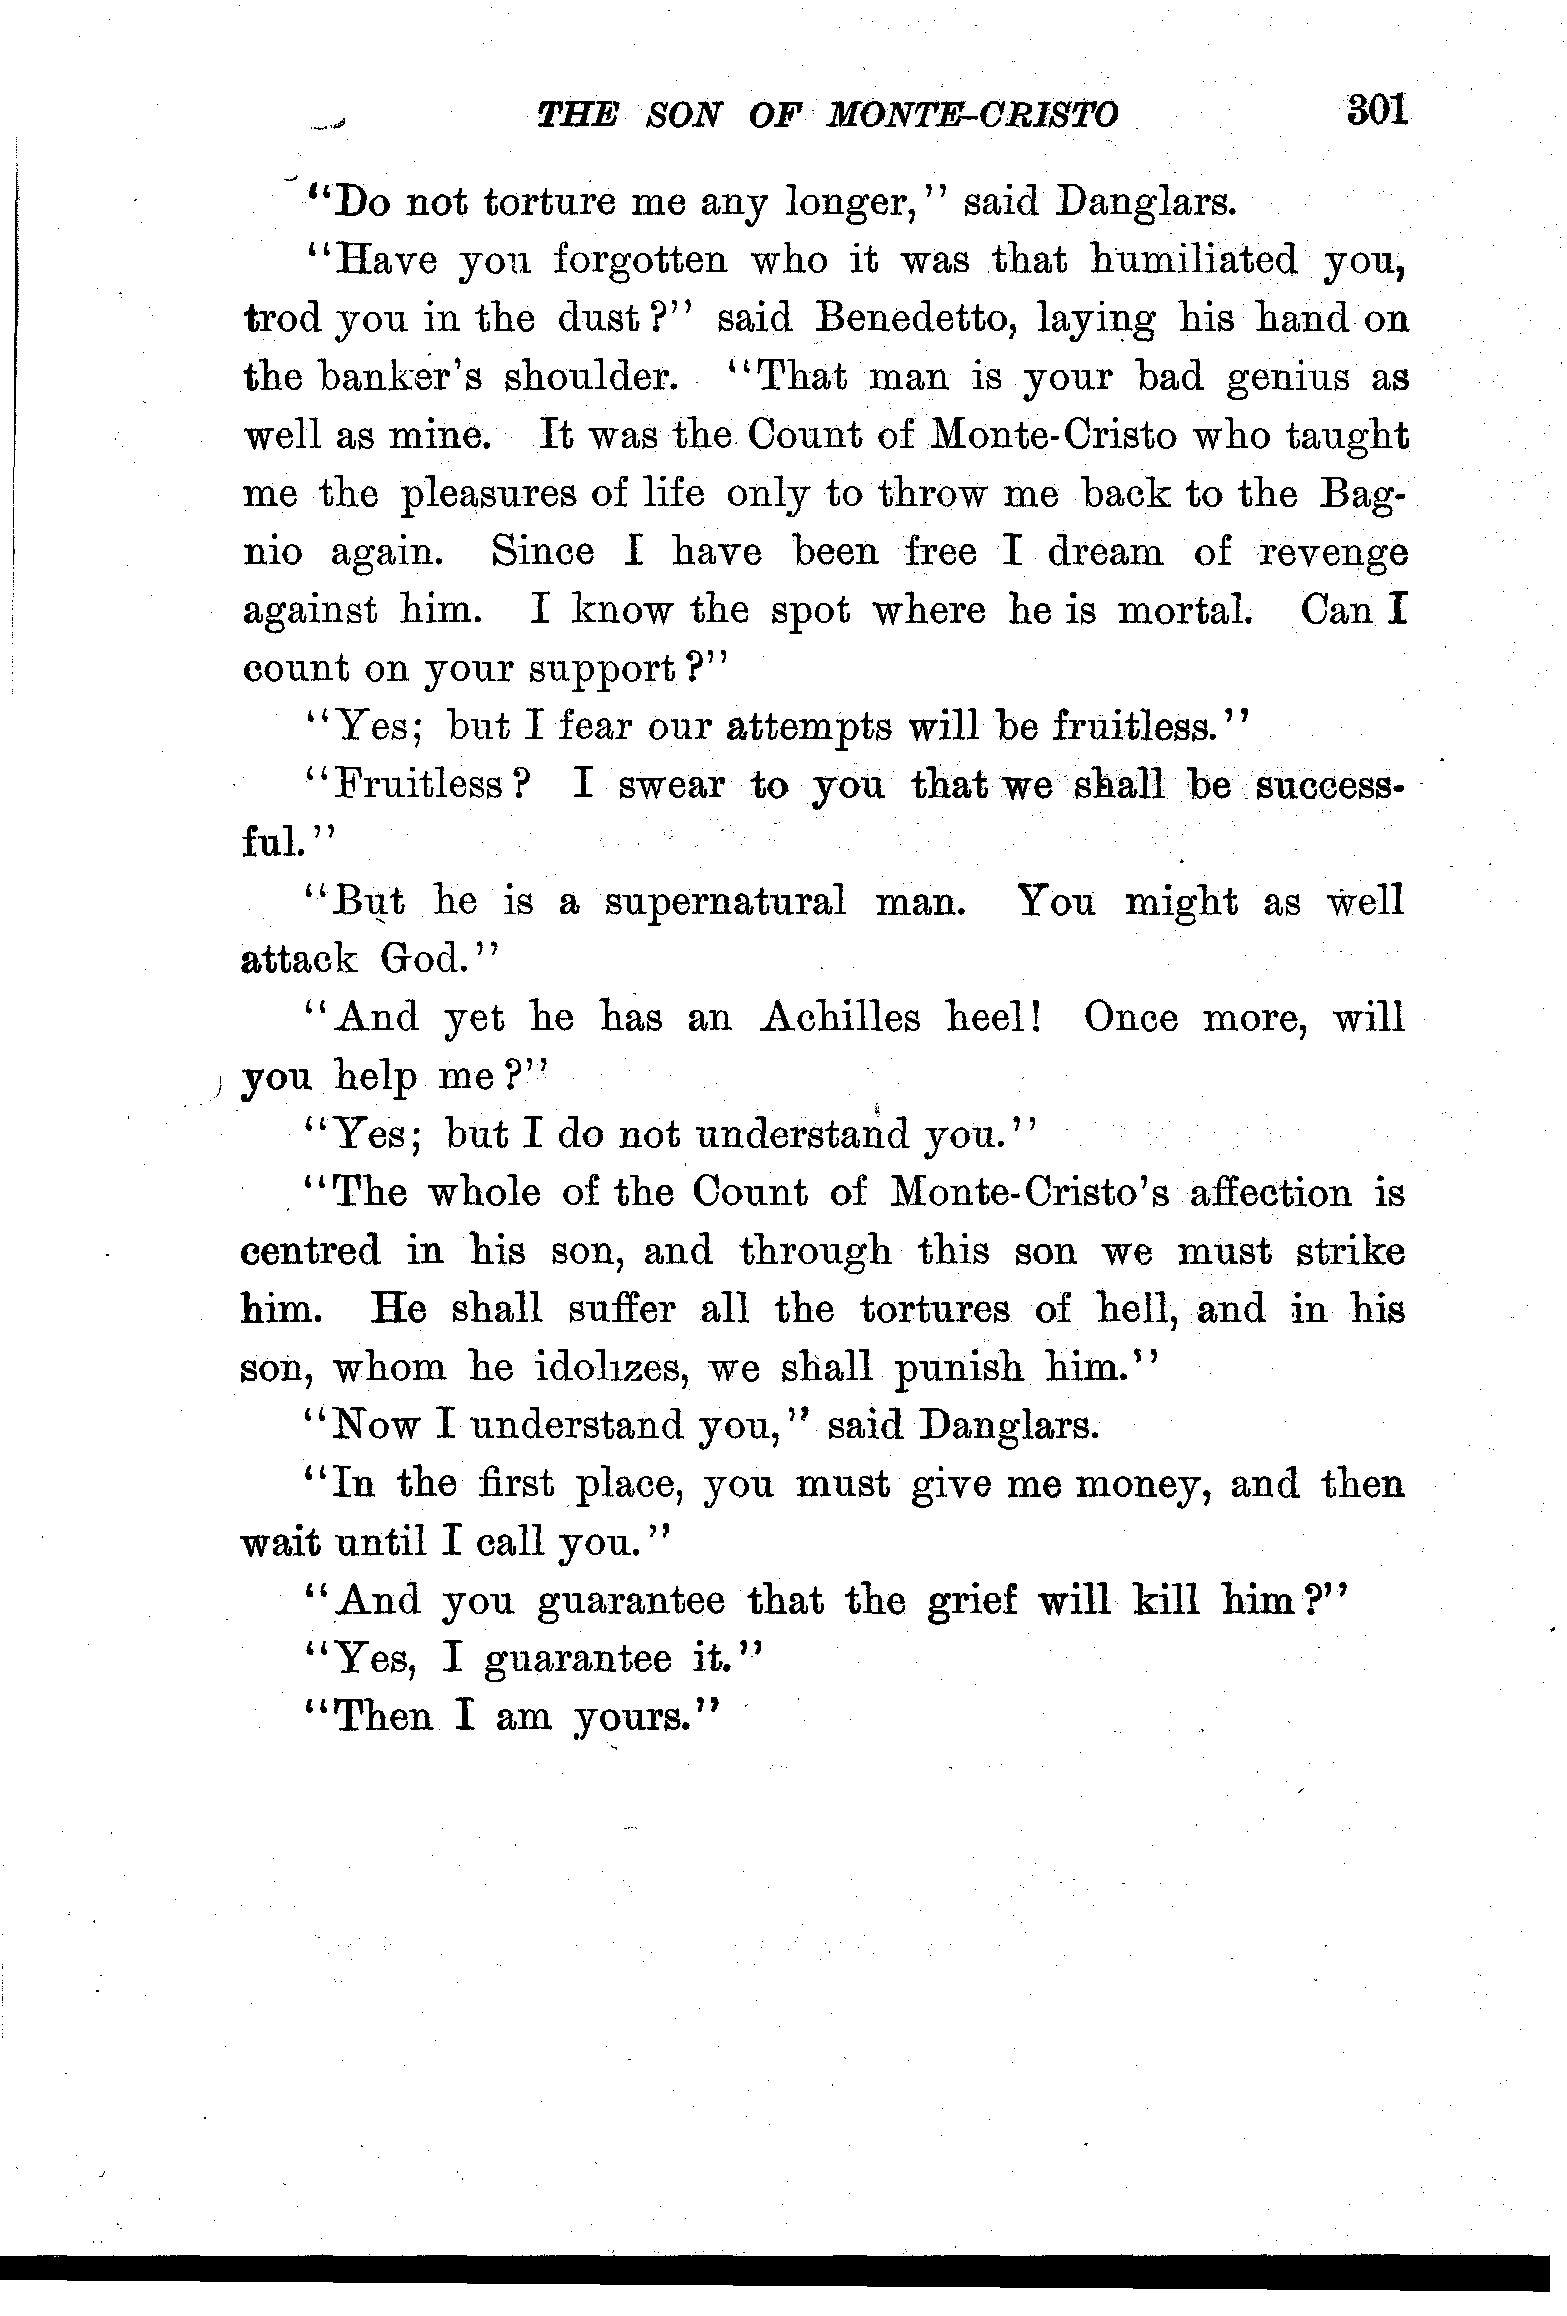 THE SON OF MONTE-CRISTO 301
"Do not torture me any longer," said Danglars.
"Have you forgotten who it was that humiliated you,
trod you in the dust?" said Benedetto, laying his hand on
the banker's shoulder. "That man is your bad genius as
well as mine. It was the Count of Monte-Cristo who taught
me the pleasures of life only to throw me back to the Bag-
nio again. Since I have been free I dream of revenge
against him. I know the spot where he is mortal. Can I
count on your support?"
"Yes; but I fear our attempts will be fruitless."
"Fruitless? I swear to you that we shall be success-
ful."
"But he is a supernatural man. You might as well
attack God."
"And yet he has an Achilles heel! Once more, will
you help me?"
"Yes; but I do not understand you."
"The whole of the Count of Monte-Cristo's affection is
centred in his son, and through this son we must strike
him. He shall suffer all the tortures of hell, and in his
son, whom he idolizes, we shall punish him."
"Now I understand you," said Danglars.
"In the first place, you must give me money, and then
wait until I call you."
"And you guarantee that the grief will kill him?"
"Yes, I guarantee it."
"Then I am yours."